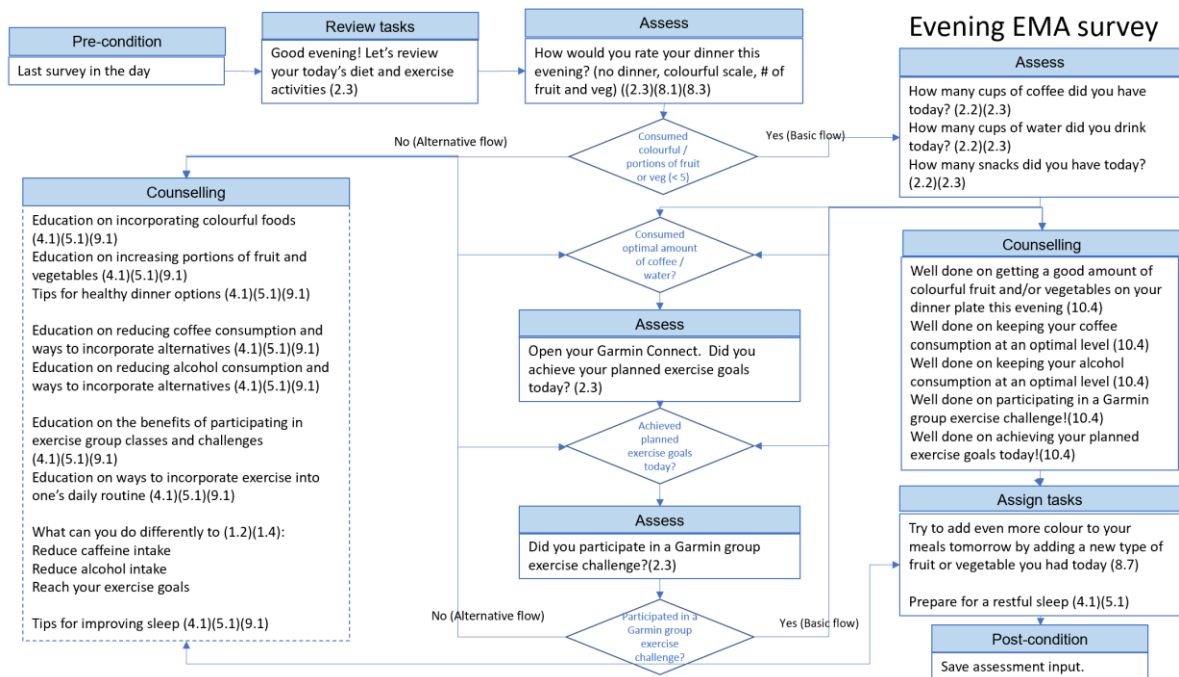 Evening EMA survey
Pre-condition
Last survey in the day
Review tasks
Good evening! Let's review
your today's diet and exercise
activities (2.3)
Assess
How would you rate your dinner this
evening? (no dinner, colourful scale, # of
fruit and veg) ((2.3)(8.1)(8.3)
Consumed
colourful /
portions of fruit
or veg (< 5)
No (Alternative flow)
Yes (Basic flow)
Assess
How many cups of coffee did you have
today? (2.2)(2.3)
How many cups of water did you drink
today? (2.2)(2.3)
How many snacks did you have today?
(2.2)(2.3)
Counselling
Education on incorporating colourful foods
(4.1)(5.1)(9.1)
Education on increasing portions of fruit and
vegetables (4.1)(5.1)(9.1)
Tips for healthy dinner options (4.1)(5.1)(9.1)
Education on reducing coffee consumption and
ways to incorporate alternatives (4.1)(5.1)(9.1)
Education on reducing alcohol consumption and
ways to incorporate alternatives (4.1)(5.1)(9.1)
Education on the benefits of participating in
exercise group classes and challenges
(4.1)(5.1)(9.1)
Education on ways to incorporate exercise into
one's daily routine (4.1)(5.1)(9.1)
What can you do differently to (1.2)(1.4):
Reduce caffeine intake
Reduce alcohol intake
Reach your exercise goals
Tips for improving sleep (4.1)(5.1)(9.1)
Consumed
optimal amount
of coffee /
water?
Assess
Open your Garmin Connect. Did you
achieve your planned exercise goals
today? (2.3)
Achieved
planned
exercise goals
today?
Assess
Did you participate in a Garmin group
exercise challenge?(2.3)
No (Alternative flow)
Participated in a
Garmin group
exercise
challenge?
Yes (Basic flow)
Counselling
Well done on getting a good amount of
colourful fruit and/or vegetables on your
dinner plate this evening (10.4)
Well done on keeping your coffee
consumption at an optimal level (10.4)
Well done on keeping your alcohol
consumption at an optimal level (10.4)
Well done on participating in a Garmin
group exercise challenge!(10.4)
Well done on achieving your planned
exercise goals today!(10.4)
Assign tasks
Try to add even more colour to your
meals tomorrow by adding a new type of
fruit or vegetable you had today (8.7)
Prepare for a restful sleep (4.1)(5.1)
Post-condition
Save assessment input.